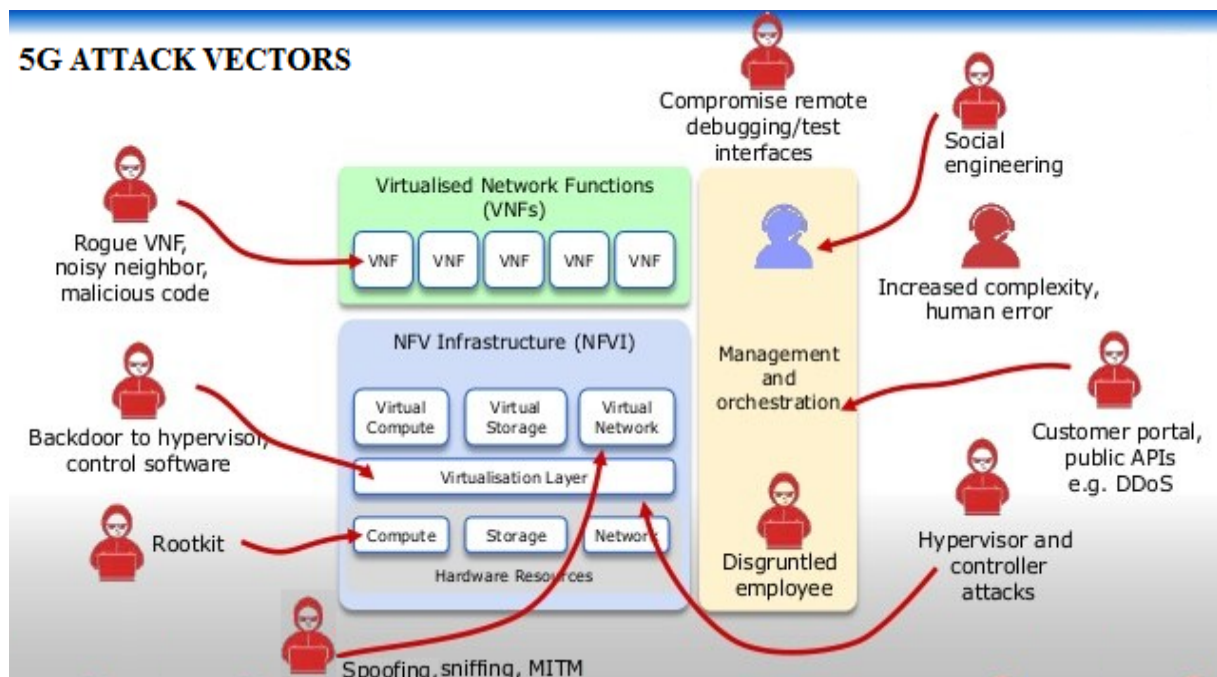 5G ATTACK VECTORS
Compromise remote
debugging/test
interfaces
Social
engineering
Rogue VNF,
noisy neighbor,
malicious code
Virtualised Network Functions
(VNFs)
VNF VNF VNF VNF VNF
Increased complexity,
human error
NFV Infrastructure (NFVI)
Management
and
orchestration
Virtual
Compute
Virtual
Storage
Virtual
Network
Backdoor to hypervisor,
control software
Virtualisation Layer
Customer portal,
public APIs
e.g. DDoS
Rootkit
Compute Storage Network
Hardware Resources
Disgruntled
employee
Hypervisor and
controller
attacks
Spoofing, sniffing, MITM